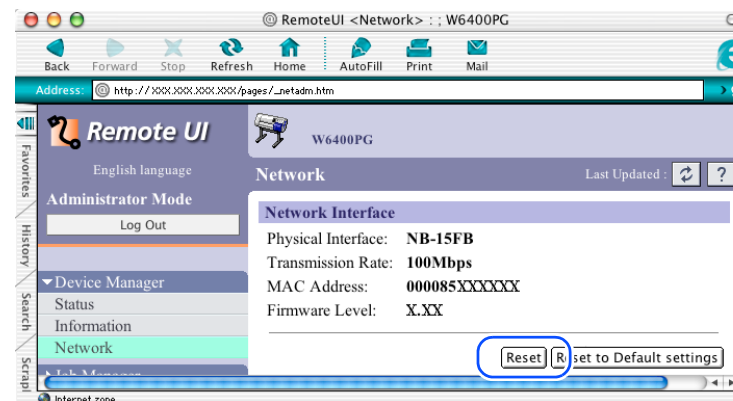 RemoteUI <Network> : ; W6400PG
Back Forward Stop Refresh Home AutoFill Print Mail
Address: http://XXX.XXX.XXX.XXX/pages/_netadm.htm
Favorites
History
Search
Remote UI
English language
Administrator Mode
Log Out
Device Manager
Status
Information
Network
W6400PG
Network Last Updated : ?
Network Interface
Physical Interface: NB-15FB
Transmission Rate: 100Mbps
MAC Address: 000085XXXXXX
Firmware Level: X.XX
Reset Reset to Default settings
Internet zone